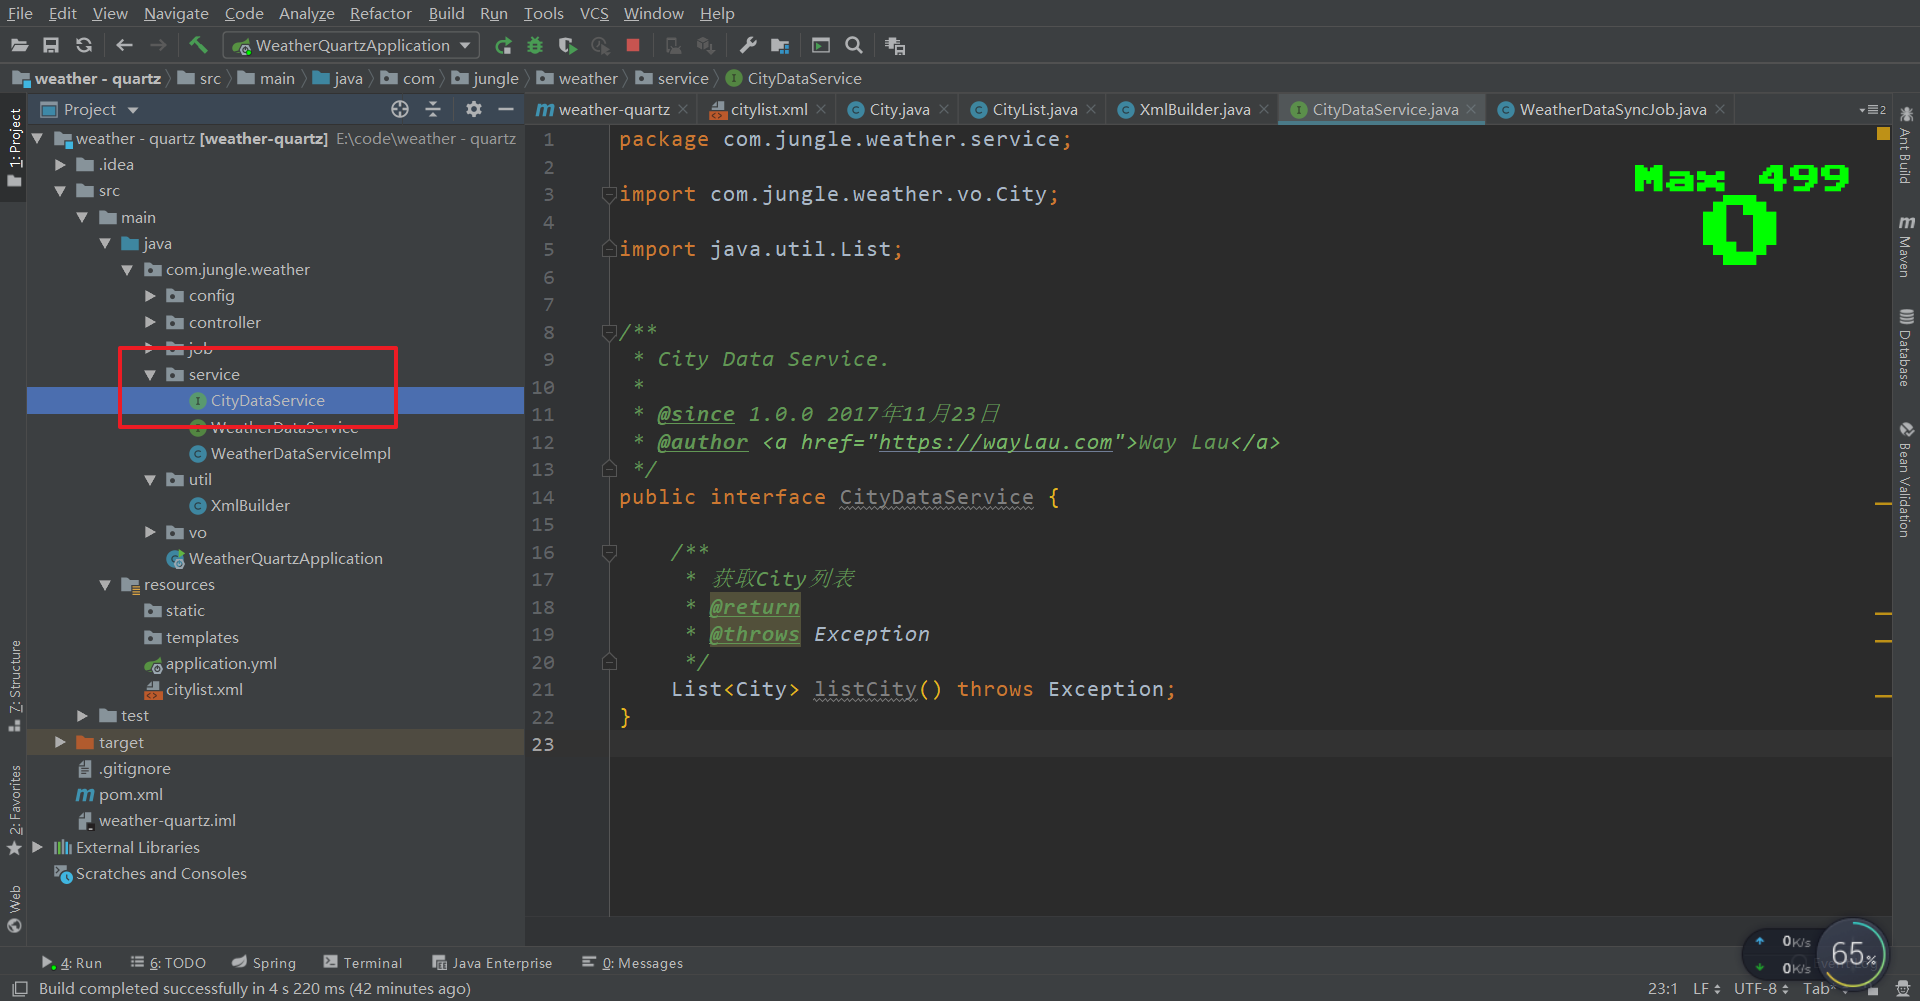 File Edit View Navigate Code Analyze Refactor Build Run Tools VCS Window Help
WeatherQuartzApplication
weather - quartz src main java com jungle weather service CityDataService
Project
weather-quartz citylist.xml City.java CityList.java XmlBuilder.java CityDataService.java WeatherDataSyncJob.java 2
1: Project
7: Structure
2: Favorites
Web
weather - quartz [weather-quartz] E:\code\weather - quartz
.idea
src
main
java
com.jungle.weather
config
controller
job
service
CityDataService
WeatherDataService
WeatherDataServiceImpl
util
XmlBuilder
vo
WeatherQuartzApplication
resources
static
templates
application.yml
citylist.xml
test
target
.gitignore
pom.xml
weather-quartz.iml
External Libraries
Scratches and Consoles
1 package com.jungle.weather.service;
2
3 import com.jungle.weather.vo.City;
4
5 import java.util.List;
6
7
8 /**
9 * City Data Service.
10 *
11 * @since 1.0.0 2017年11月23日
12 * @author <a href="https://waylau.com">Way Lau</a>
13 */
14 public interface CityDataService {
15
16 /**
17 * 获取City列表
18 * @return
19 * @throws Exception
20 */
21 List<City> listCity() throws Exception;
22 }
23
Max 499
0
Ant Build
Maven
Database
Bean Validation
4: Run 6: TODO Spring Terminal Java Enterprise 0: Messages
0K/s
0K/s
65%
Build completed successfully in 4 s 220 ms (42 minutes ago)
23:1 LF UTF-8 Tab